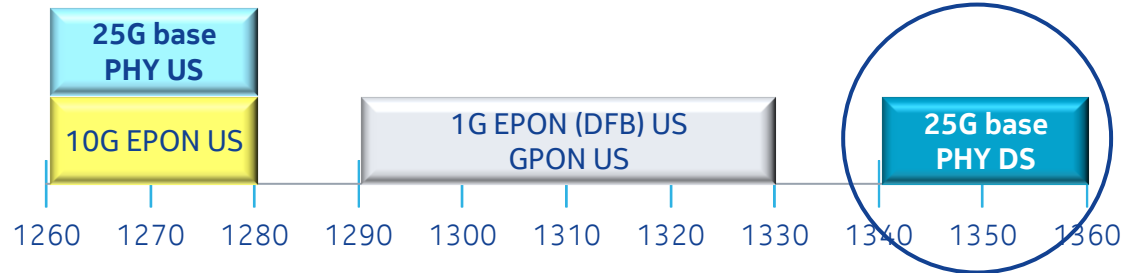 25G base
PHY US
10G EPON US
1G EPON (DFB) US
GPON US
25G base
PHY DS
1260 1270 1280 1290 1300 1310 1320 1330 1340 1350 1360